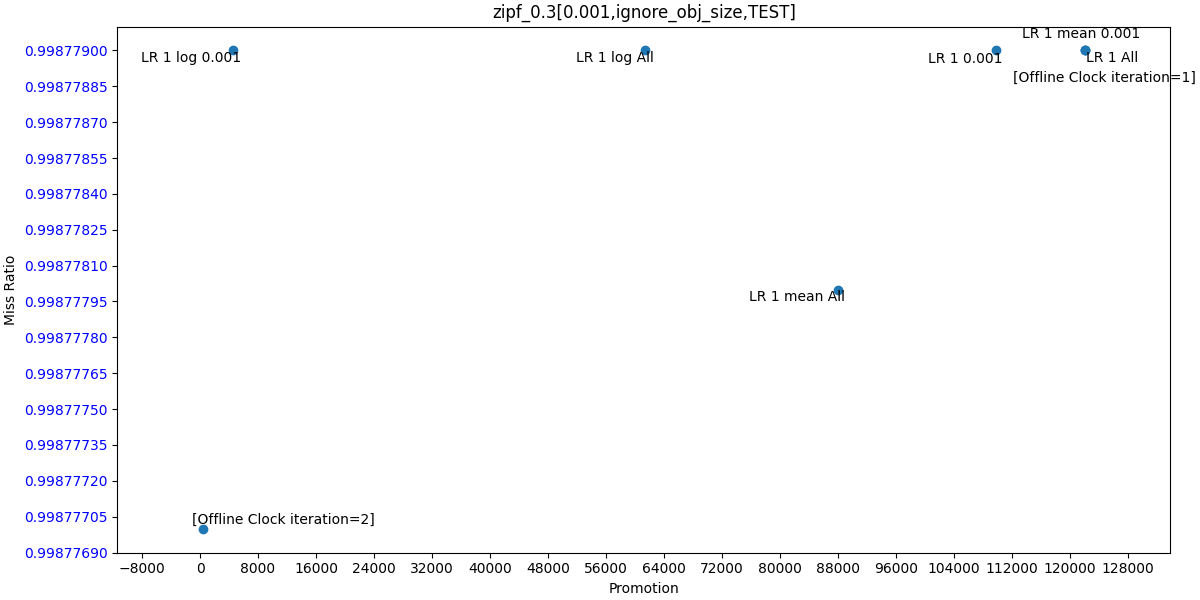 zipf_0.3[0.001,ignore_obj_size,TEST]
LR 1 mean 0.001
0.99877900
LR 1 log 0.001
LR 1 log All
LR 1 0.001
LR 1 All
[Offline Clock iteration=1]
0.99877885
0.99877870
0.99877855
0.99877840
0.99877825
0.99877810
0.99877795
LR 1 mean All
0.99877780
0.99877765
0.99877750
0.99877735
0.99877720
0.99877705
[Offline Clock iteration=2]
0.99877690
Miss Ratio
−8000 0 8000 16000 24000 32000 40000 48000 56000 64000 72000 80000 88000 96000 104000 112000 120000 128000
Promotion